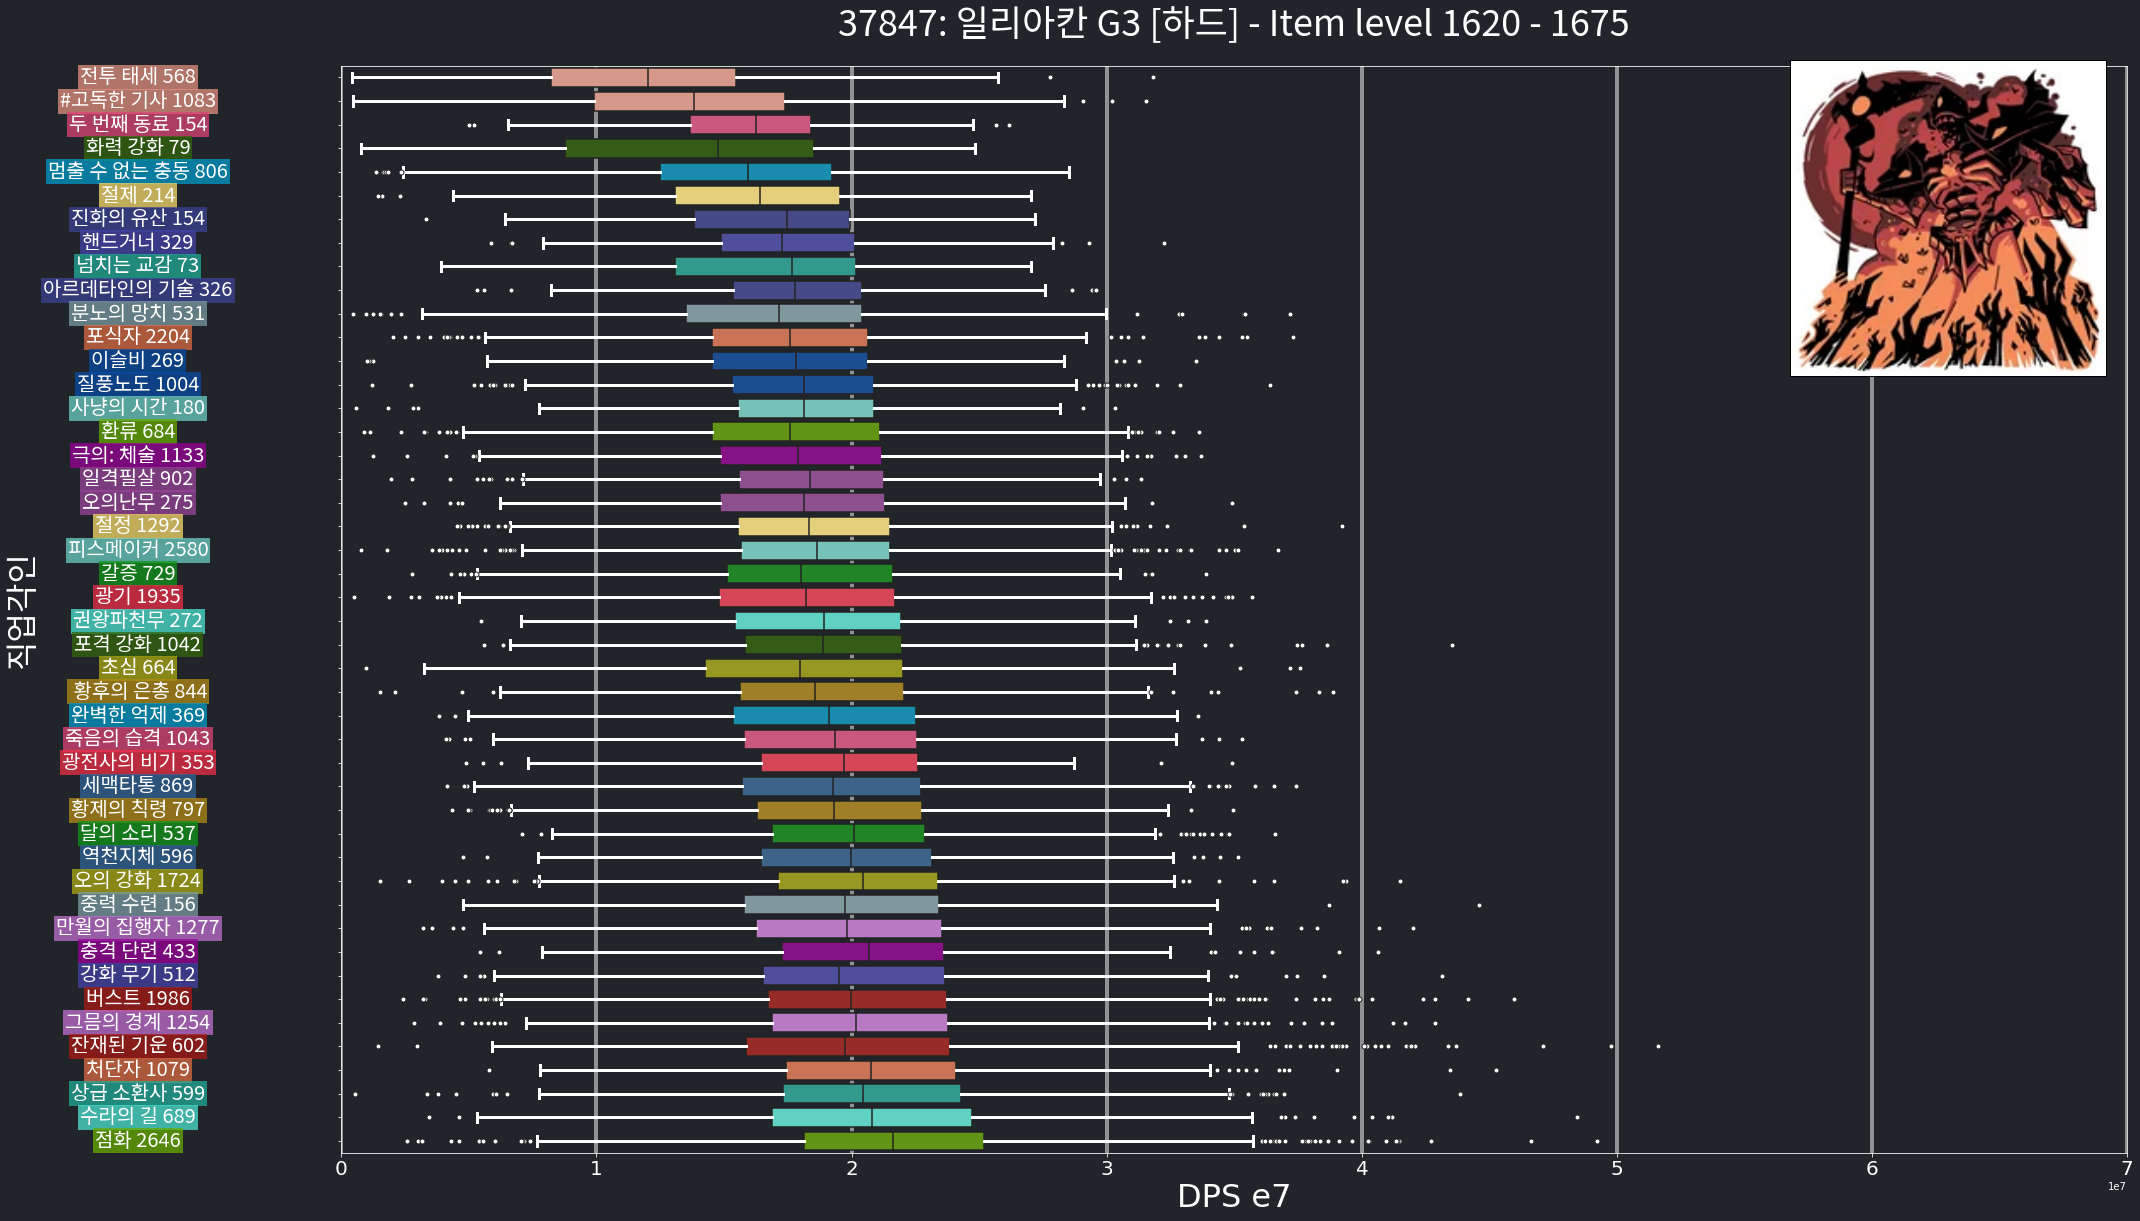 37847: 일리아칸 G3 [하드] - Item level 1620 - 1675
전투 태세 568
#고독한 기사 1083
두 번째 동료 154
화력 강화 79
멈출 수 없는 충동 806
절제 214
진화의 유산 154
핸드거너 329
넘치는 교감 73
아르데타인의 기술 326
분노의 망치 531
포식자 2204
이슬비 269
질풍노도 1004
사냥의 시간 180
환류 684
극의: 체술 1133
일격필살 902
오의난무 275
절정 1292
피스메이커 2580
갈증 729
광기 1935
권왕파천무 272
포격 강화 1042
초심 664
황후의 은총 844
완벽한 억제 369
죽음의 습격 1043
광전사의 비기 353
세맥타통 869
황제의 칙령 797
달의 소리 537
역천지체 596
오의 강화 1724
중력 수련 156
만월의 집행자 1277
충격 단련 433
강화 무기 512
버스트 1986
그믐의 경계 1254
잔재된 기운 602
처단자 1079
상급 소환사 599
수라의 길 689
점화 2646
직업각인
0 1 2 3 4 5 6 7
1e7
DPS e7